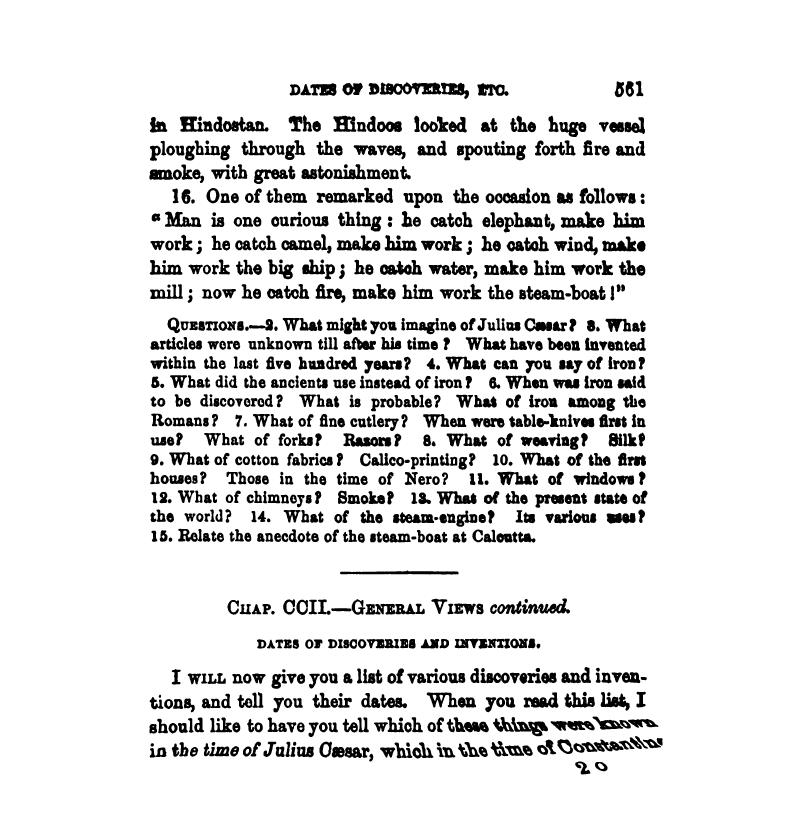 DATES OF DISCOVERIES, ETC. 561
in Hindostan. The Hindoos looked at the huge vessel
ploughing through the waves, and spouting forth fire and
smoke, with great astonishment.
16. One of them remarked upon the occasion as follows:
"Man is one curious thing: he catch elephant, make him
work; he catch camel, make him work; he catch wind, make
him work the big ship; he catch water, make him work the
mill; now he catch fire, make him work the steam-boat!"
QUESTIONS.—2. What might you imagine of Julius Cæsar? 3. What
articles were unknown till after his time? What have been invented
within the last five hundred years? 4. What can you say of iron?
5. What did the ancients use instead of iron? 6. When was iron said
to be discovered? What is probable? What of iron among the
Romans? 7. What of fine cutlery? When were table-knives first in
use? What of forks? Razors? 8. What of weaving? Silk?
9. What of cotton fabrics? Calico-printing? 10. What of the first
houses? Those in the time of Nero? 11. What of windows?
12. What of chimneys? Smoke? 13. What of the present state of
the world? 14. What of the steam-engine? Its various uses?
15. Relate the anecdote of the steam-boat at Calcutta.
CHAP. CCII.—GENERAL VIEWS continued.
DATES OF DISCOVERIES AND INVENTIONS.
I WILL now give you a list of various discoveries and inven-
tions, and tell you their dates. When you read this list, I
should like to have you tell which of these things were known
in the time of Julius Cæsar, which in the time of Constantine
2 O